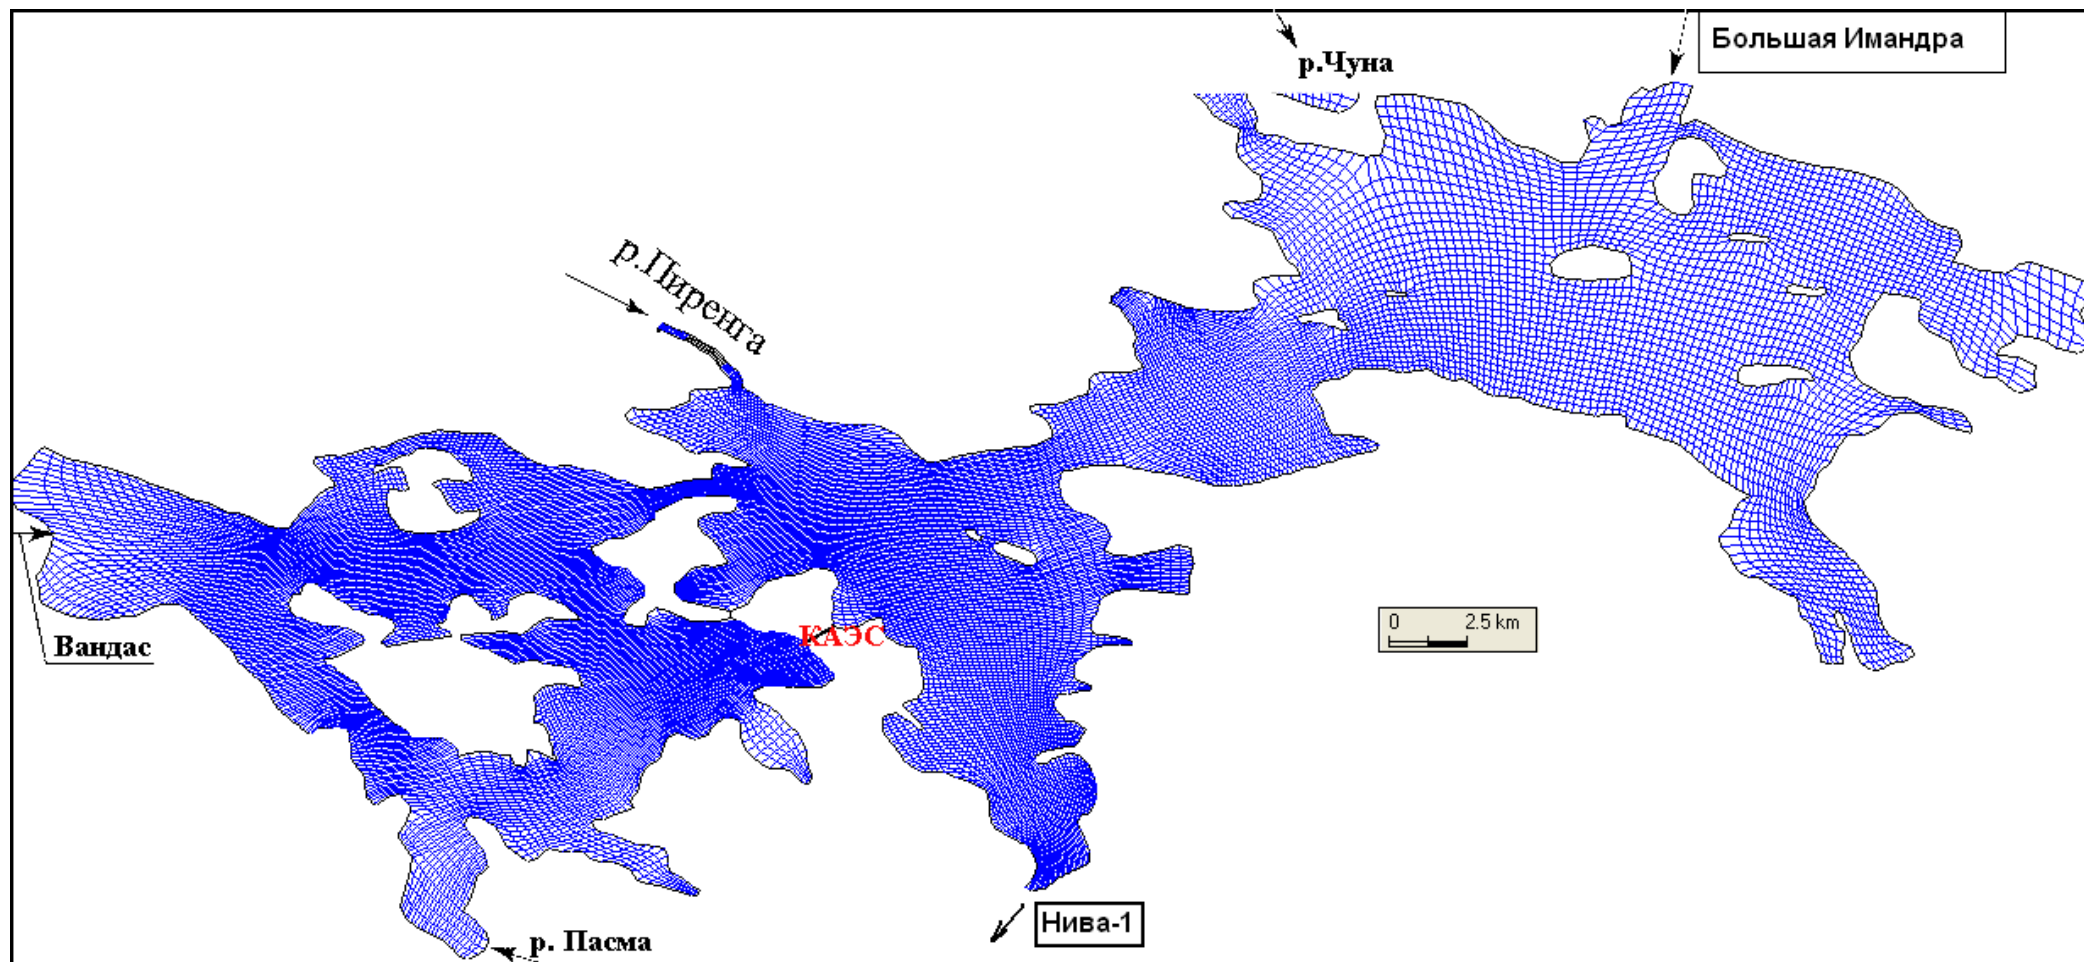 Большая Имандра
р.Чуна
р.Пиренга
КАЭС
0 2.5 km
Вандас
Нива-1
р. Пасма